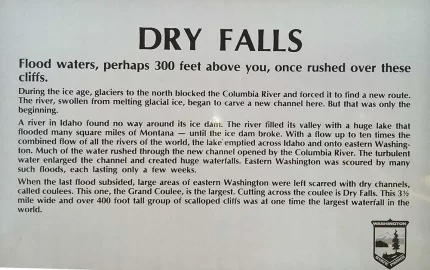 DRY FALLS
Flood waters, perhaps 300 feet above you, once rushed over these
cliffs.
During the ice age, glaciers to the north blocked the Columbia River and forced it to find a new route.
The river, swollen from melting glacial ice, began to carve a new channel here. But that was only the
beginning.
A river in Idaho found no way around its ice dam. The river filled its valley with a huge lake that
flooded many square miles of Montana — until the ice dam broke. With a flow up to ten times the
combined flow of all the rivers of the world, the lake emptied across Idaho and onto eastern Washing-
ton. Much of the water rushed through the new channel opened by the Columbia River. The turbulent
water enlarged the channel and created huge waterfalls. Eastern Washington was scoured by many
such floods, each lasting only a few weeks.
When the last flood subsided, large areas of eastern Washington were left scarred with dry channels,
called coulees. This one, the Grand Coulee, is the largest. Cutting across the coulee is Dry Falls. This 3½
mile wide and over 400 foot tall group of scalloped cliffs was at one time the largest waterfall in the
world.
WASHINGTON